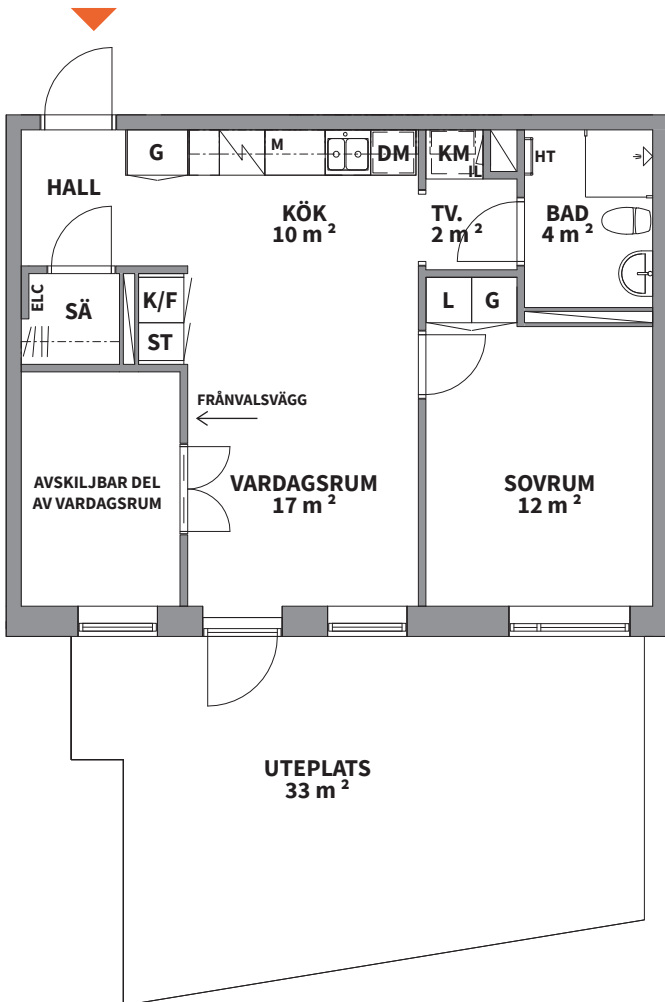 G
M
DM
KM
IL
HT
HALL
KÖK
10 m ²
TV.
2 m ²
BAD
4 m ²
ELC
SÄ
K/F
ST
L
G
FRÅNVALSVÄGG
AVSKILJBAR DEL
AV VARDAGSRUM
VARDAGSRUM
17 m ²
SOVRUM
12 m ²
UTEPLATS
33 m ²